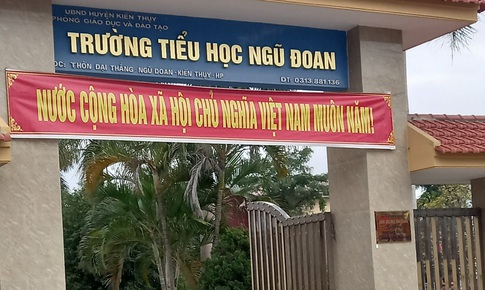 UBND HUYỆN KIẾN THỤY
PHÒNG GIÁO DỤC VÀ ĐÀO TẠO
TRƯỜNG TIỂU HỌC NGŨ ĐOAN
ĐC: THÔN ĐẠI THẮNG NGŨ ĐOAN-KIẾN THỤY-HP
ĐT: 0313.881.136
NƯỚC CỘNG HÒA XÃ HỘI CHỦ NGHĨA VIỆT NAM MUÔN NĂM!